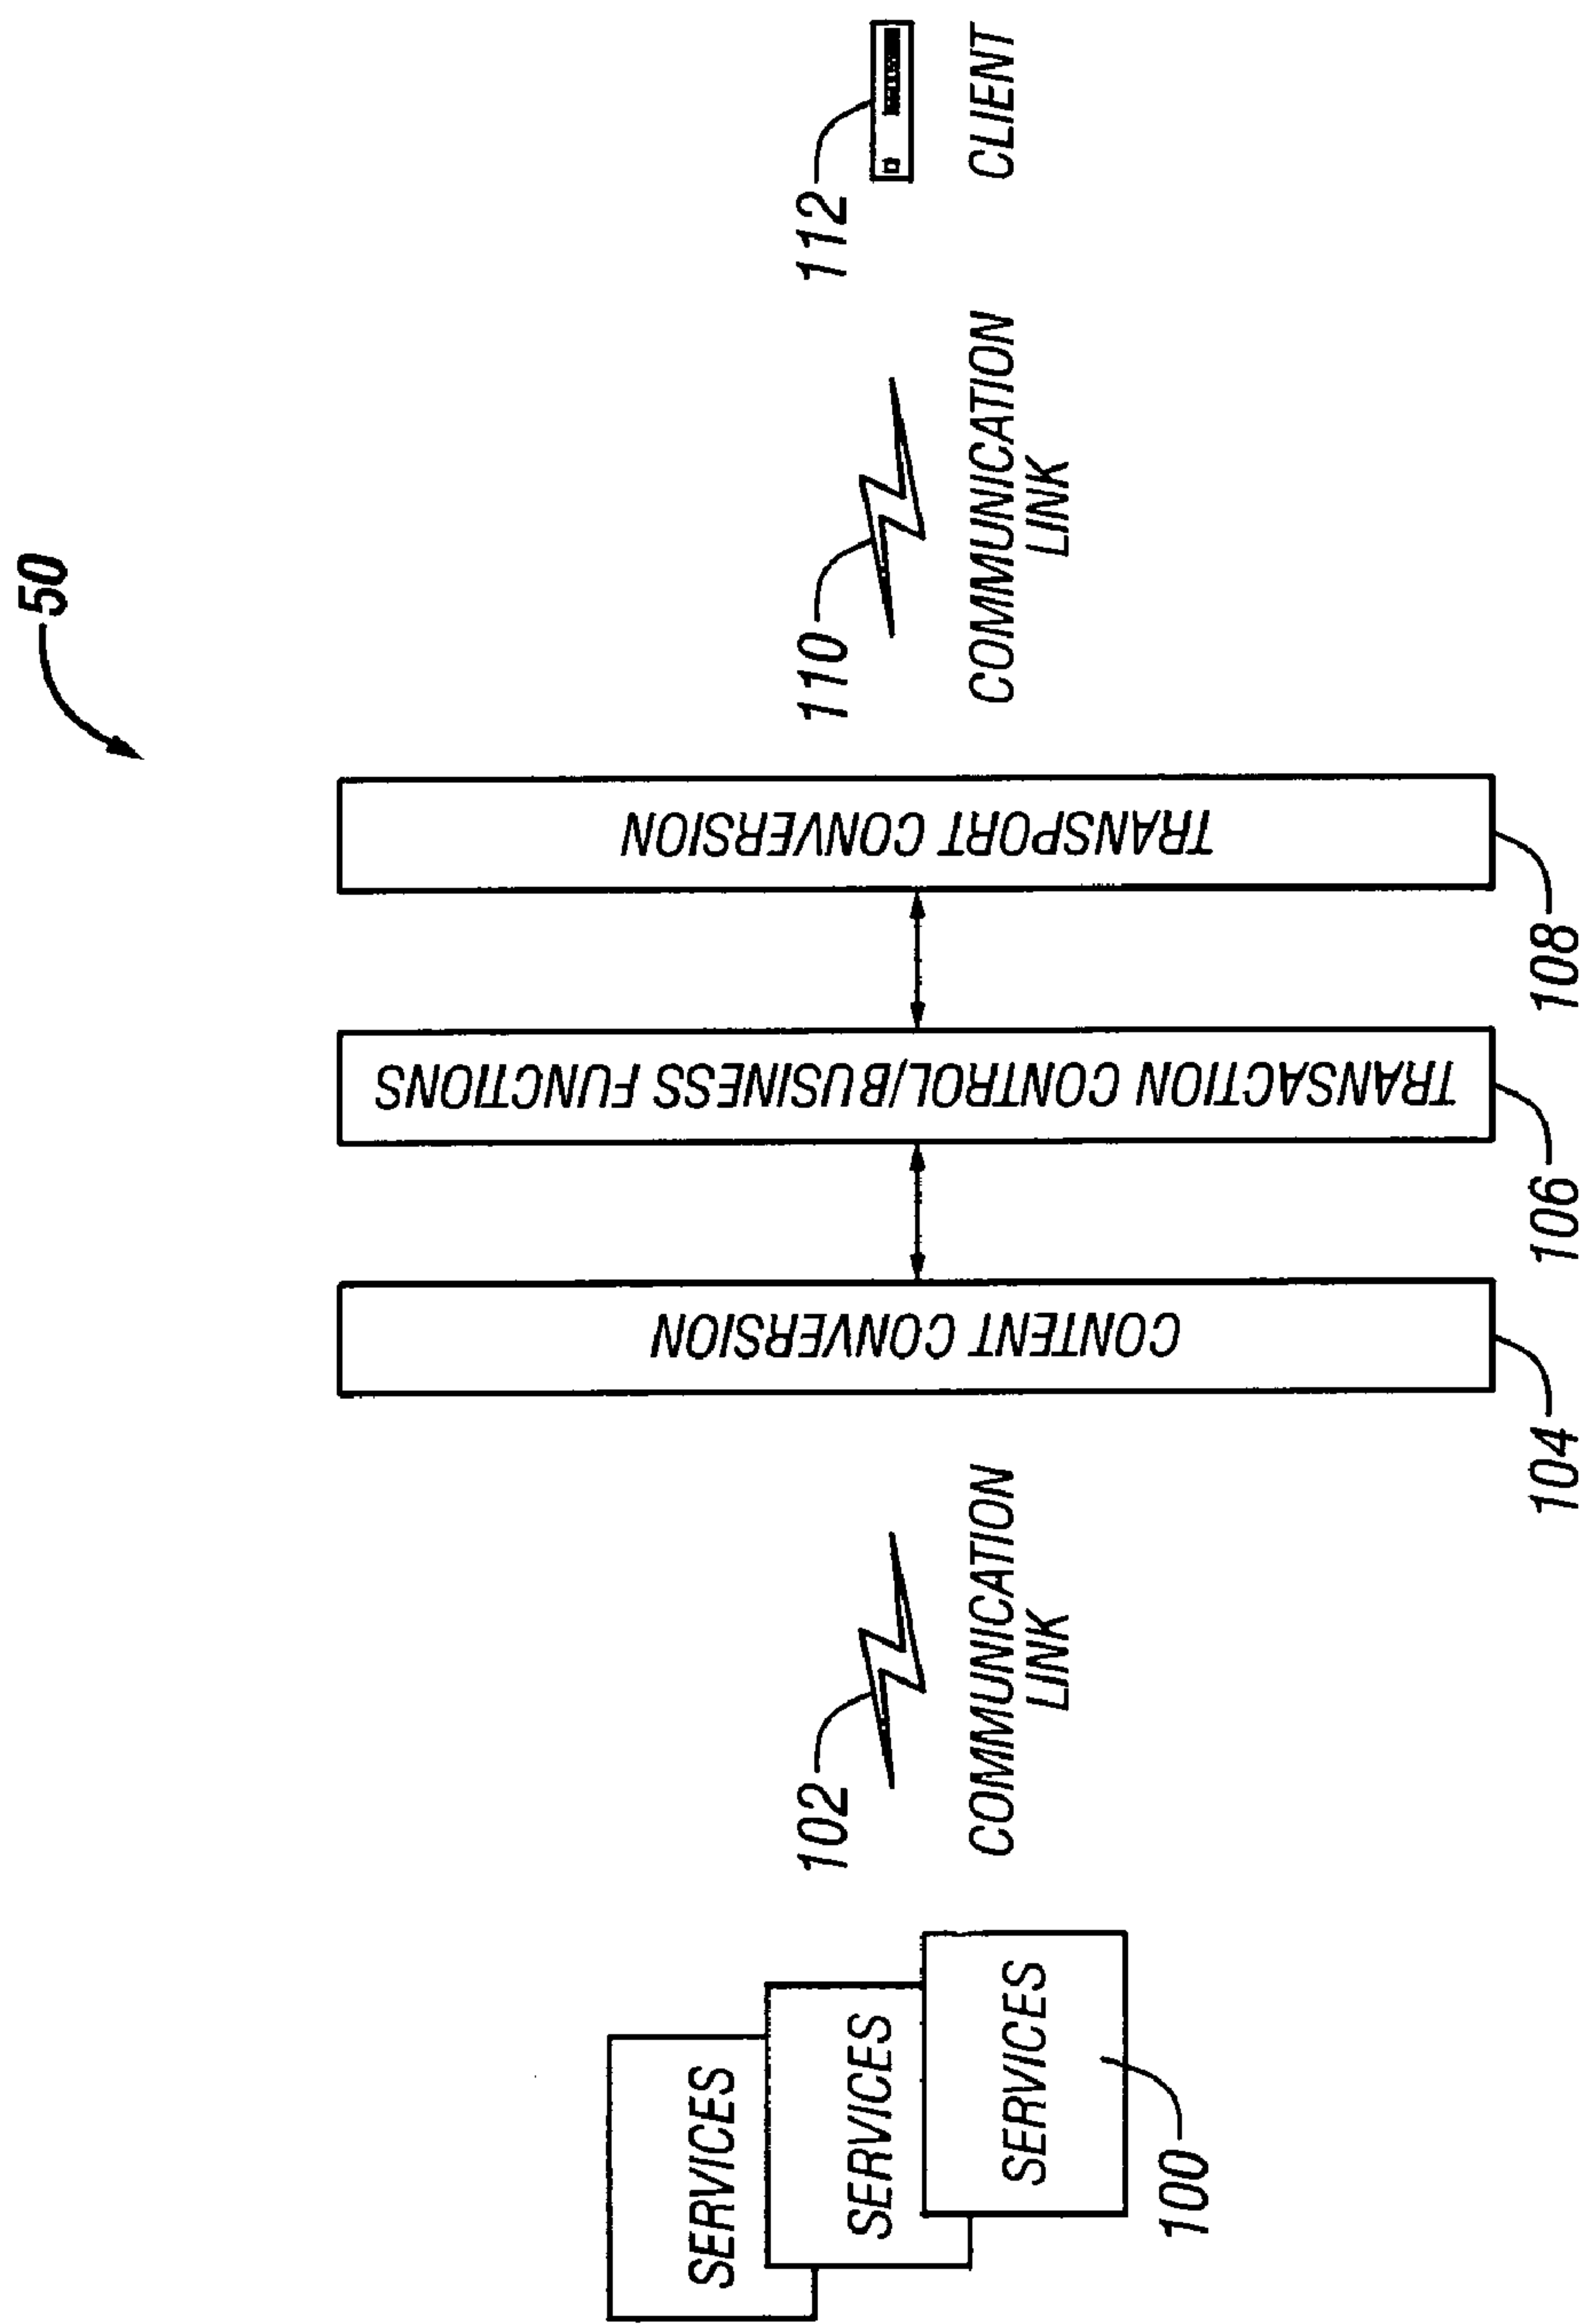 50
SERVICES
SERVICES
SERVICES
100
102
COMMUNICATION
LINK
CONTENT CONVERSION
104
TRANSACTION CONTROL/BUSINESS FUNCTIONS
106
TRANSPORT CONVERSION
108
110
COMMUNICATION
LINK
112
CLIENT